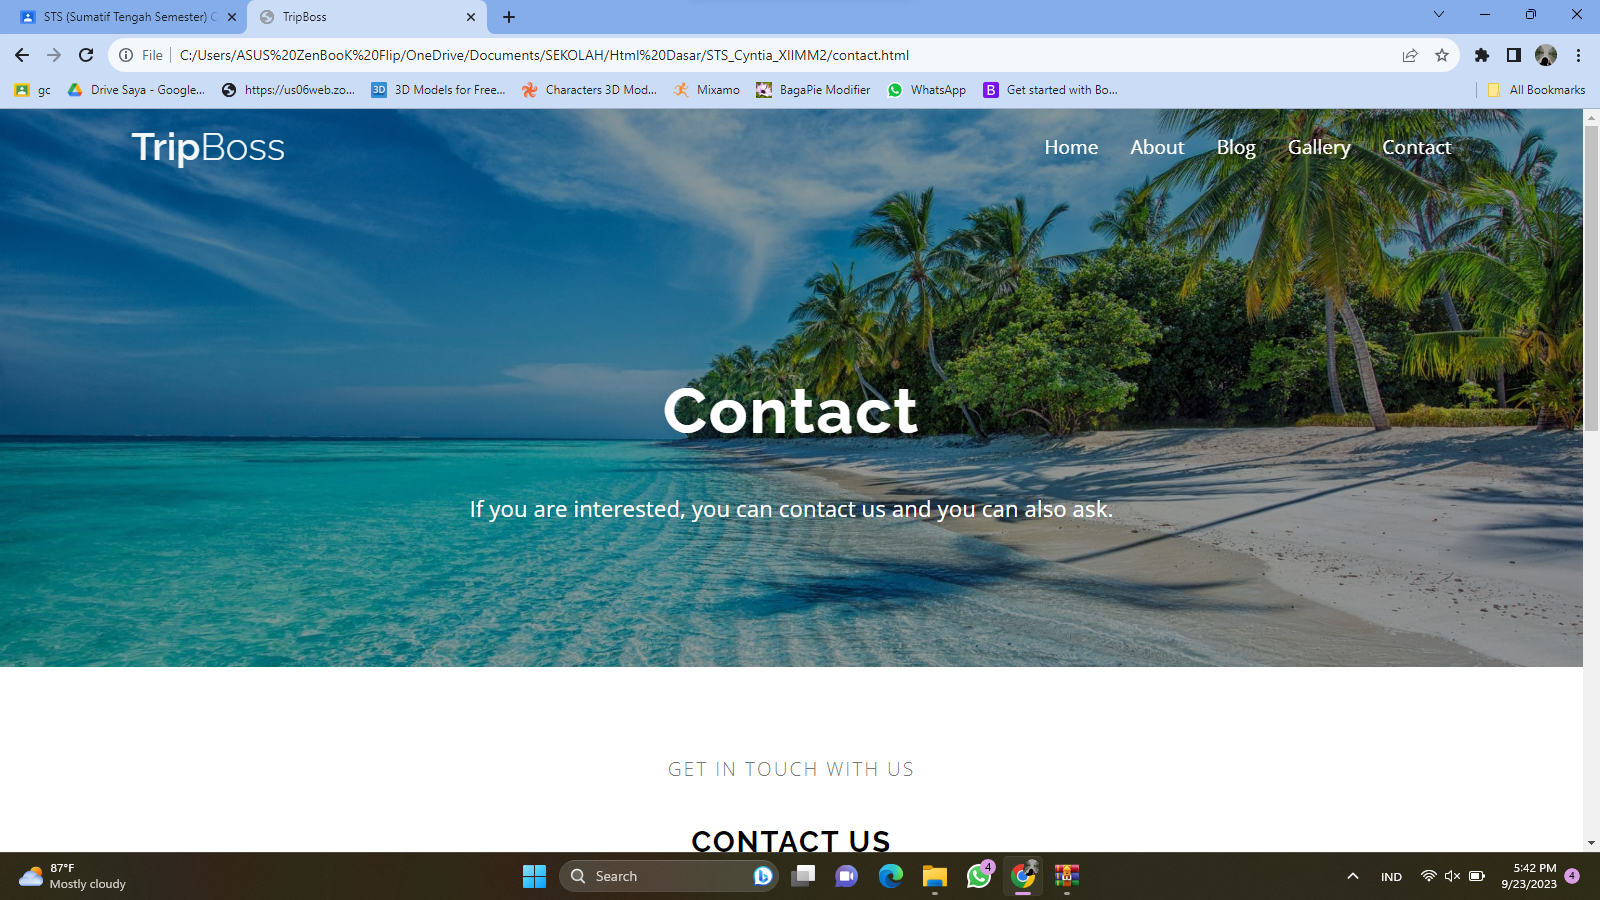 STS (Sumatif Tengah Semester) C
TripBoss
File
C:/Users/ASUS%20ZenBooK%20Flip/OneDrive/Documents/SEKOLAH/Html%20Dasar/STS_Cyntia_XIIMM2/contact.html
gc
Drive Saya - Google...
https://us06web.zo...
3D
3D Models for Free...
Characters 3D Mod...
Mixamo
BagaPie Modifier
WhatsApp
B
Get started with Bo...
All Bookmarks
TripBoss
Home
About
Blog
Gallery
Contact
Contact
If you are interested, you can contact us and you can also ask.
GET IN TOUCH WITH US
CONTACT US
87°F
Mostly cloudy
Search
4
IND
5:42 PM
9/23/2023
4